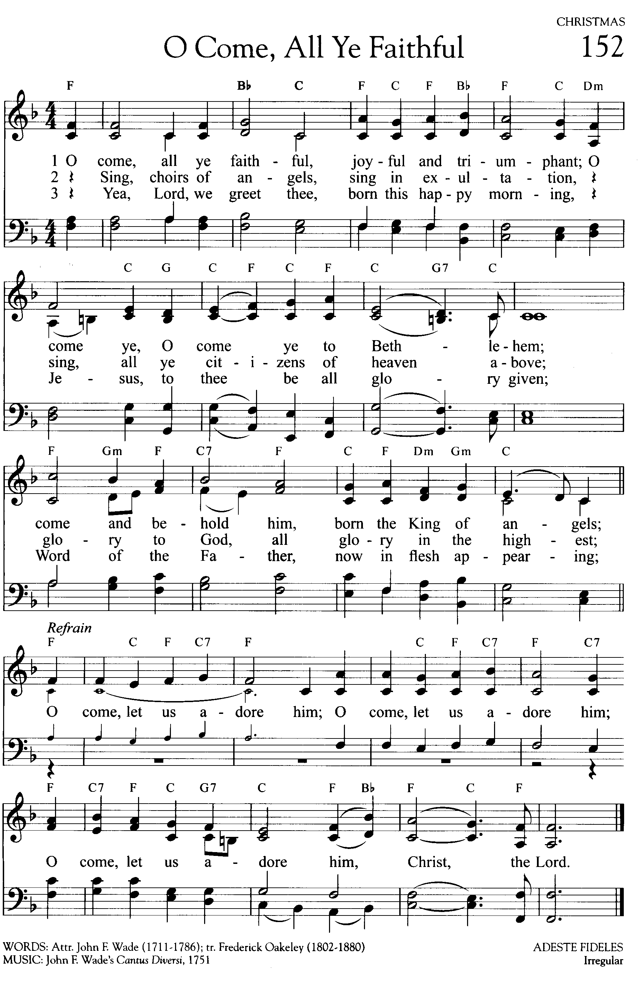 CHRISTMAS
O Come, All Ye Faithful 152
F B♭ C F C F B♭ F C Dm
1 O come, all ye faith - ful, joy - ful and tri - um - phant; O
2 Sing, choirs of an - gels, sing in ex - ul - ta - tion,
3 Yea, Lord, we greet thee, born this hap - py morn - ing,
C G C F C F C G7 C
come ye, O come ye to Beth - le - hem;
sing, all ye cit - i - zens of heaven a - bove;
Je - sus, to thee be all glo - ry given;
F Gm F C7 F C F Dm Gm C
come and be - hold him, born the King of an - gels;
glo - ry to God, all glo - ry in the high - est;
Word of the Fa - ther, now in flesh ap - pear - ing;
Refrain
F C F C7 F C F C7 F C7
O come, let us a - dore him; O come, let us a - dore him;
F C7 F C G7 C F B♭ F C F
O come, let us a - dore him, Christ, the Lord.
WORDS: Attr. John F. Wade (1711-1786); tr. Frederick Oakeley (1802-1880) ADESTE FIDELES
MUSIC: John F. Wade's Cantus Diversi, 1751 Irregular